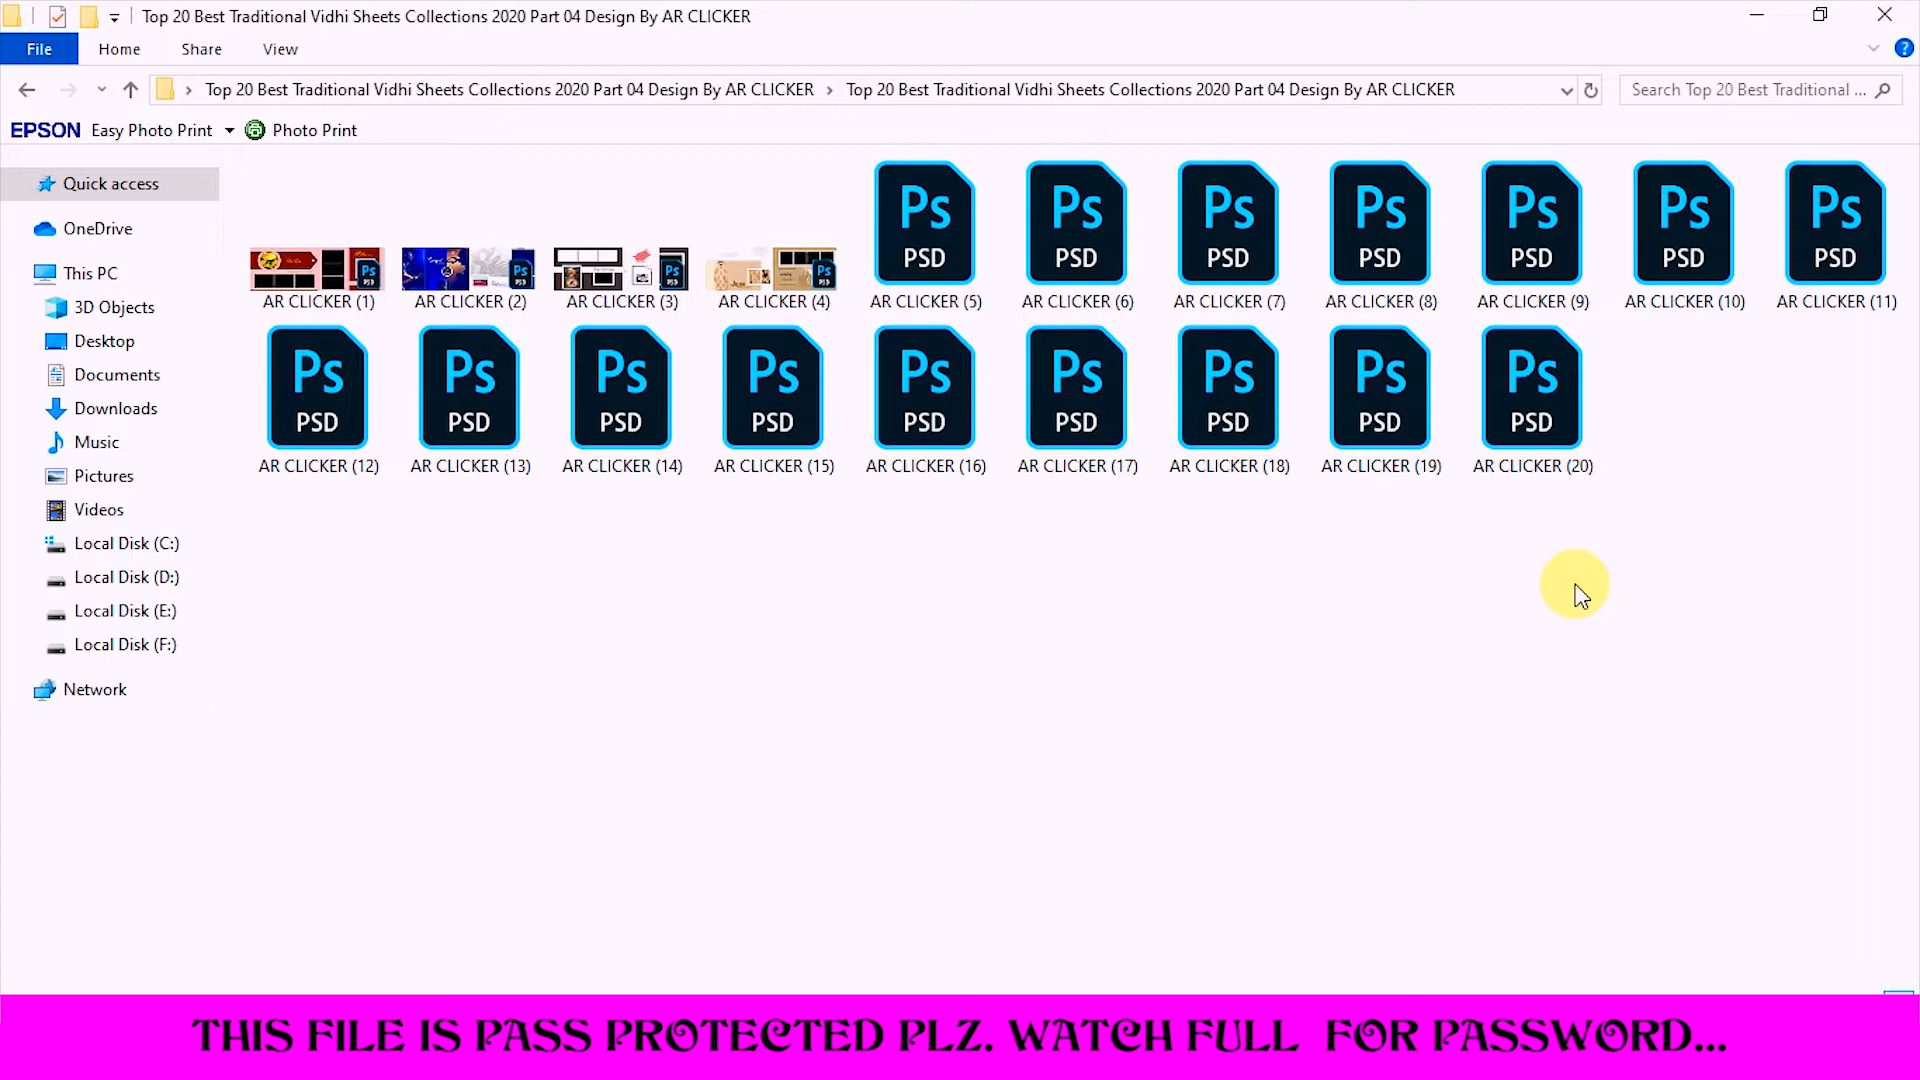 Top 20 Best Traditional Vidhi Sheets Collections 2020 Part 04 Design By AR CLICKER
File Home Share View
Top 20 Best Traditional Vidhi Sheets Collections 2020 Part 04 Design By AR CLICKER > Top 20 Best Traditional Vidhi Sheets Collections 2020 Part 04 Design By AR CLICKER
Search Top 20 Best Traditional ...
EPSON Easy Photo Print Photo Print
Quick access
OneDrive
This PC
3D Objects
Desktop
Documents
Downloads
Music
Pictures
Videos
Local Disk (C:)
Local Disk (D:)
Local Disk (E:)
Local Disk (F:)
Network
Ps Ps Ps Ps Ps Ps Ps
PSD PSD PSD PSD PSD PSD PSD
AR CLICKER (1) AR CLICKER (2) AR CLICKER (3) AR CLICKER (4) AR CLICKER (5) AR CLICKER (6) AR CLICKER (7) AR CLICKER (8) AR CLICKER (9) AR CLICKER (10) AR CLICKER (11)
Ps Ps Ps Ps Ps Ps Ps Ps Ps
PSD PSD PSD PSD PSD PSD PSD PSD PSD
AR CLICKER (12) AR CLICKER (13) AR CLICKER (14) AR CLICKER (15) AR CLICKER (16) AR CLICKER (17) AR CLICKER (18) AR CLICKER (19) AR CLICKER (20)
THIS FILE IS PASS PROTECTED PLZ. WATCH FULL FOR PASSWORD...